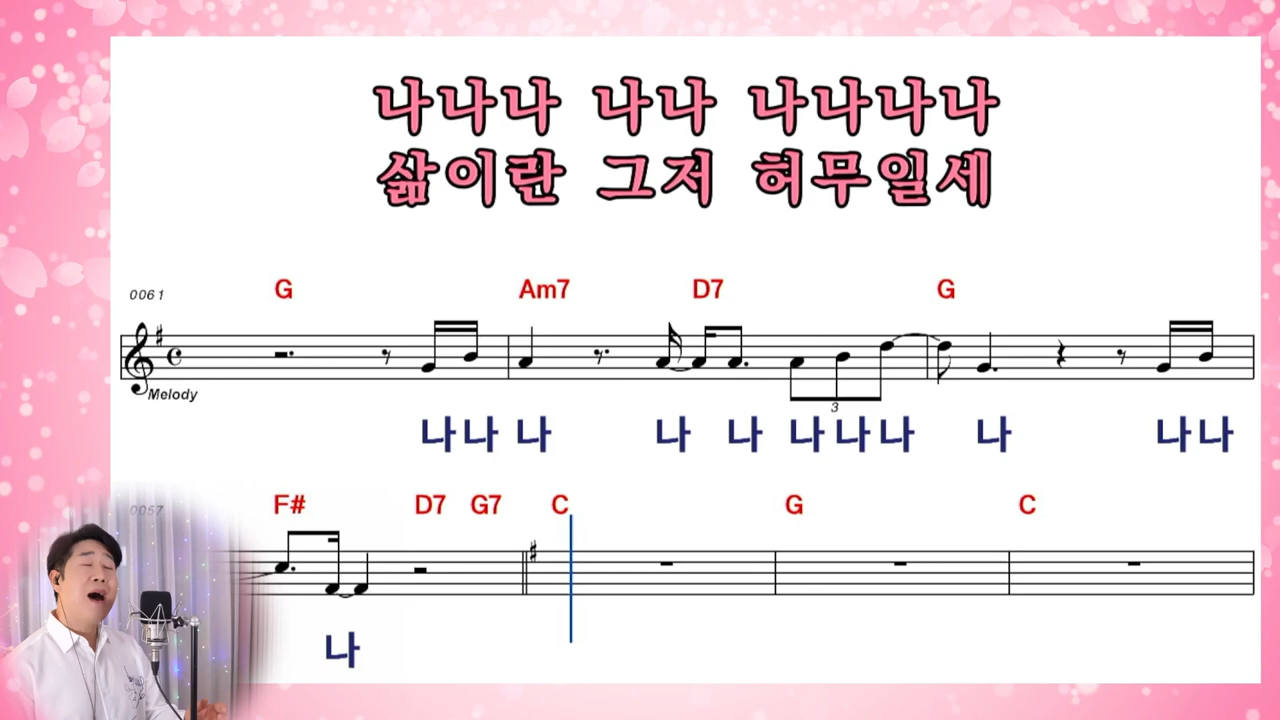 나나나 나나 나나나나
삶이란 그저 허무일세
G Am7 D7 G
0061
Melody
3
나 나 나 나 나 나 나 나 나 나 나
0057 F# D7 G7 C G C
나